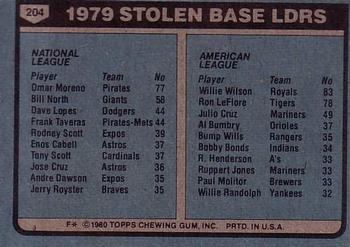 204
1979 STOLEN BASE LDRS
NATIONAL LEAGUE
Player Team No
Omar Moreno Pirates 77
Bill North Giants 58
Dave Lopes Dodgers 44
Frank Taveras Pirates-Mets 44
Rodney Scott Expos 39
Enos Cabell Astros 37
Tony Scott Cardinals 37
Jose Cruz Astros 36
Andre Dawson Expos 35
Jerry Royster Braves 35
AMERICAN LEAGUE
Player Team No
Willie Wilson Royals 83
Ron LeFlore Tigers 78
Julio Cruz Mariners 49
Al Bumbry Orioles 37
Bump Wills Rangers 35
Bobby Bonds Indians 34
R. Henderson A's 33
Ruppert Jones Mariners 33
Paul Molitor Brewers 33
Willie Randolph Yankees 32
F* ©1980 TOPPS CHEWING GUM, INC. PRTD. IN U.S.A.